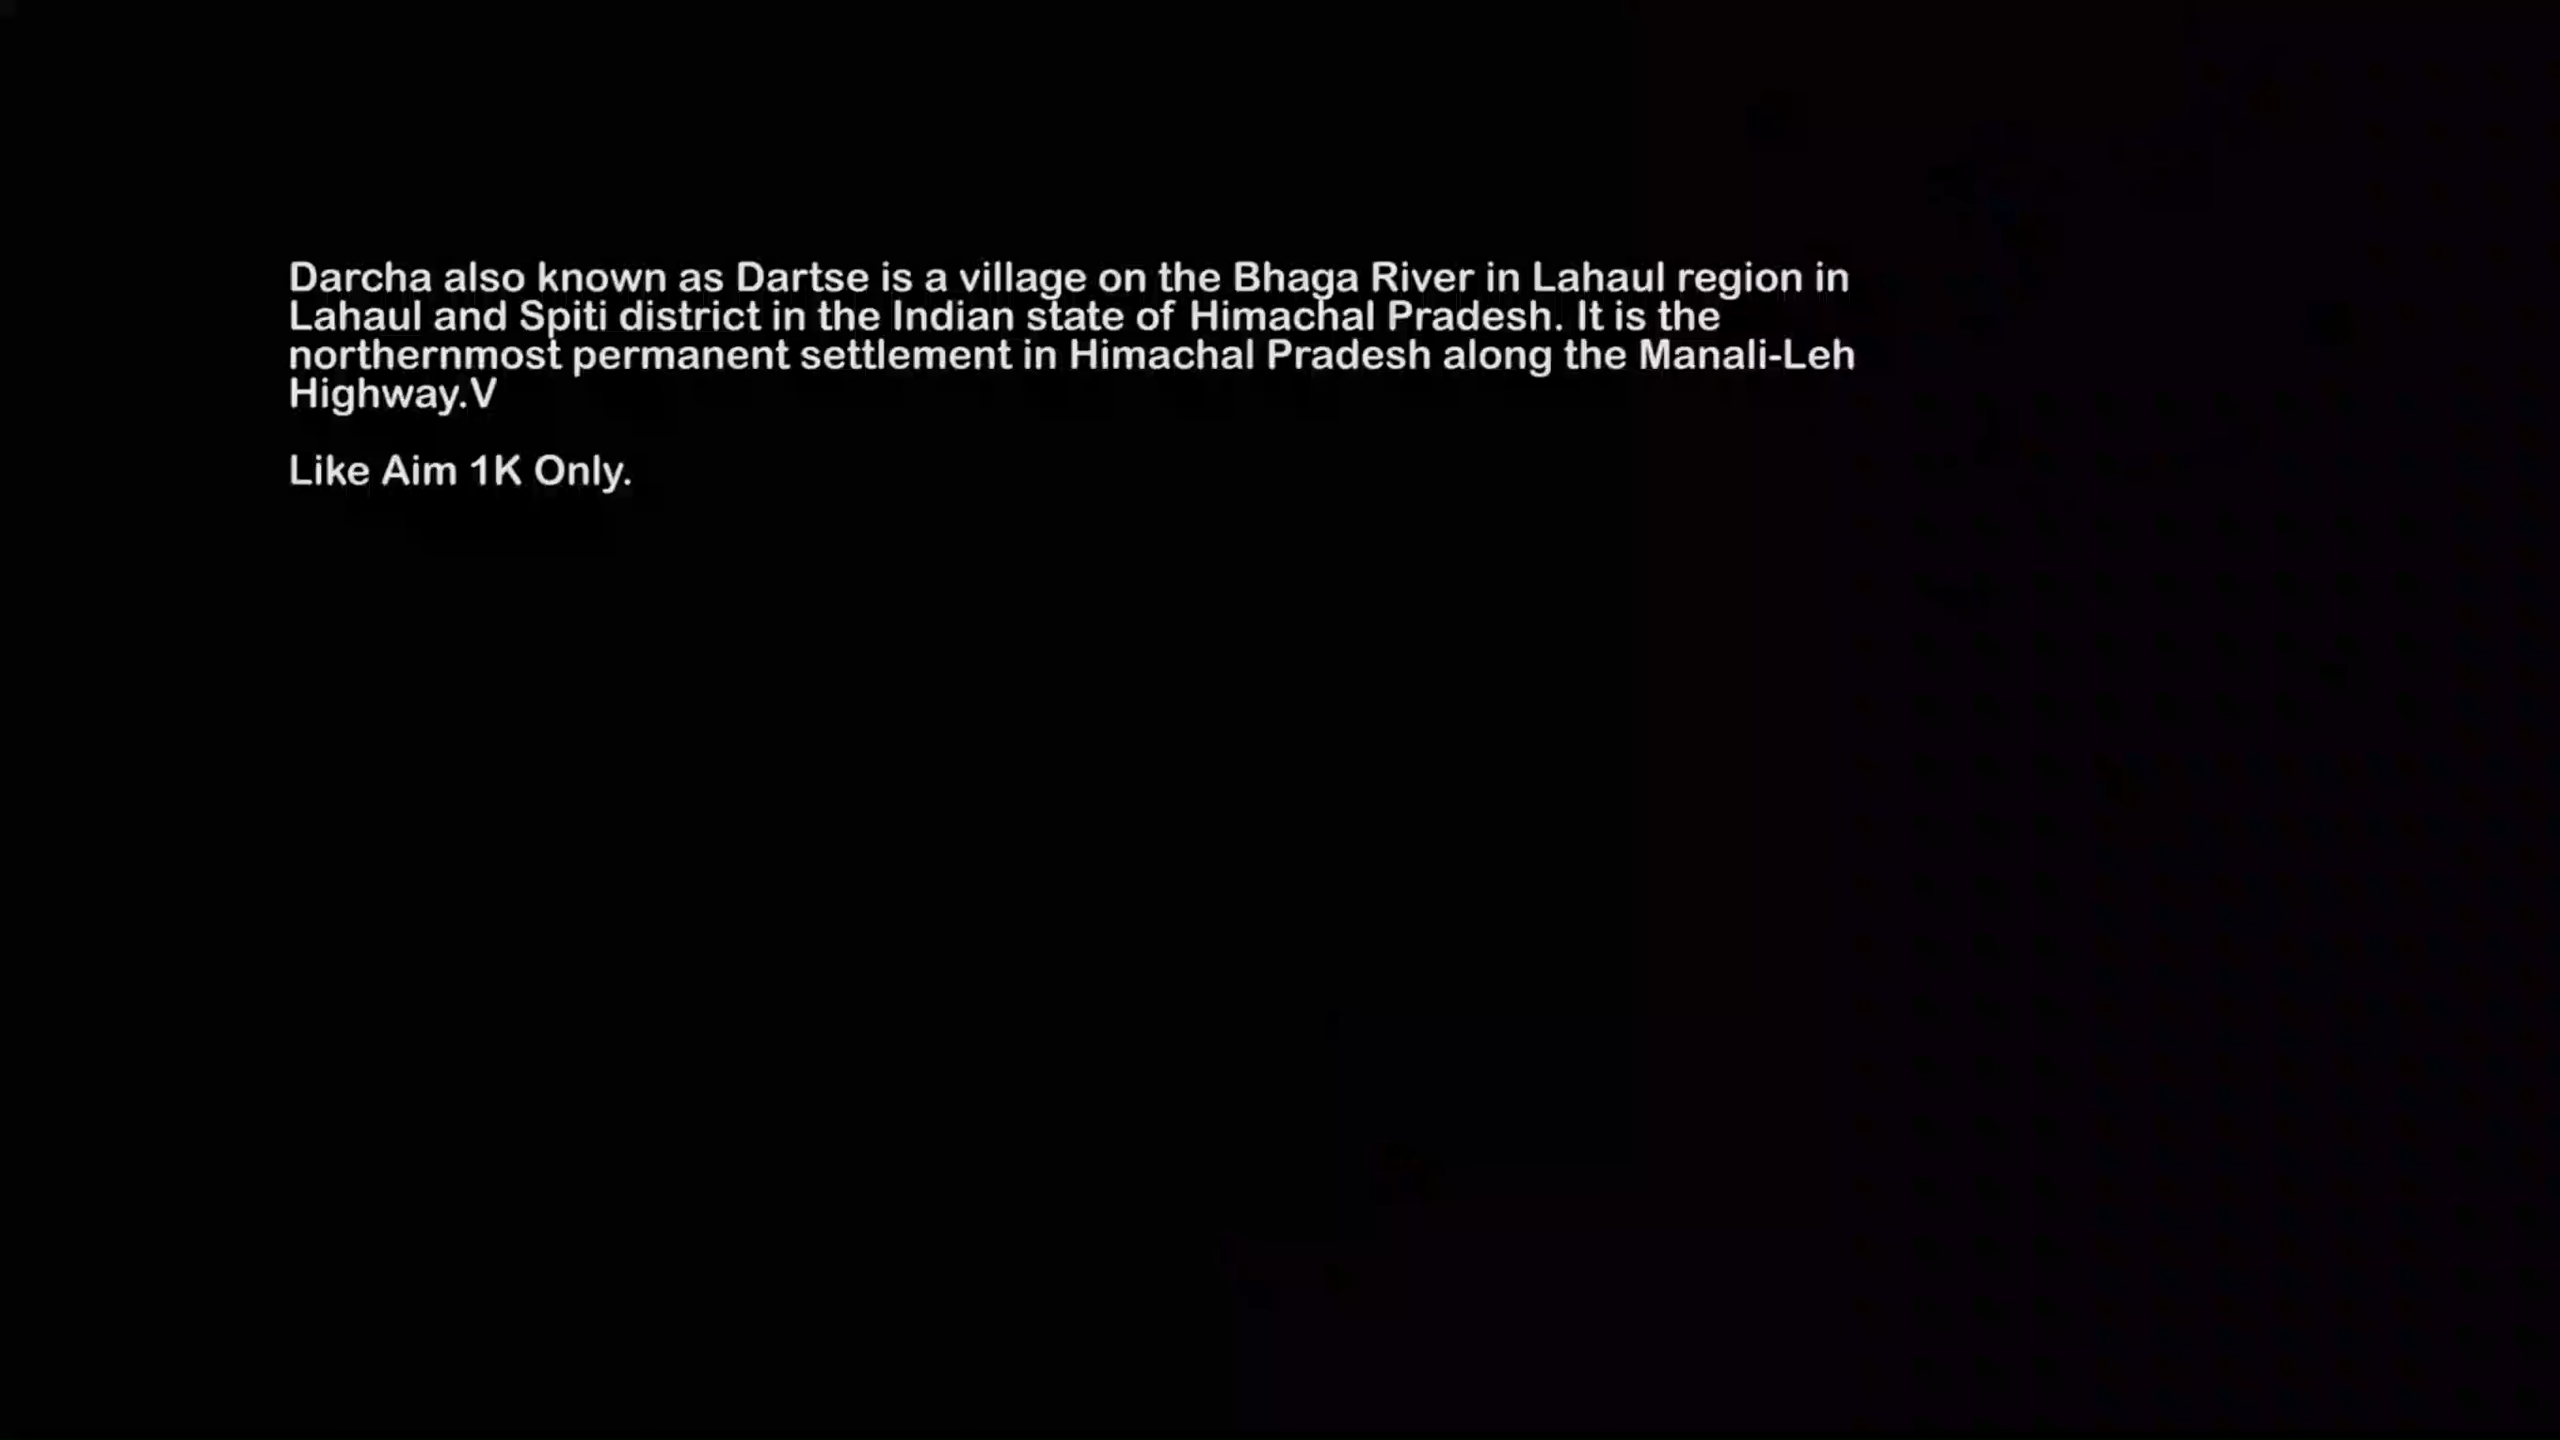 Darcha also known as Dartse is a village on the Bhaga River in Lahaul region in
Lahaul and Spiti district in the Indian state of Himachal Pradesh. It is the
northernmost permanent settlement in Himachal Pradesh along the Manali-Leh
Highway.V
Like Aim 1K Only.